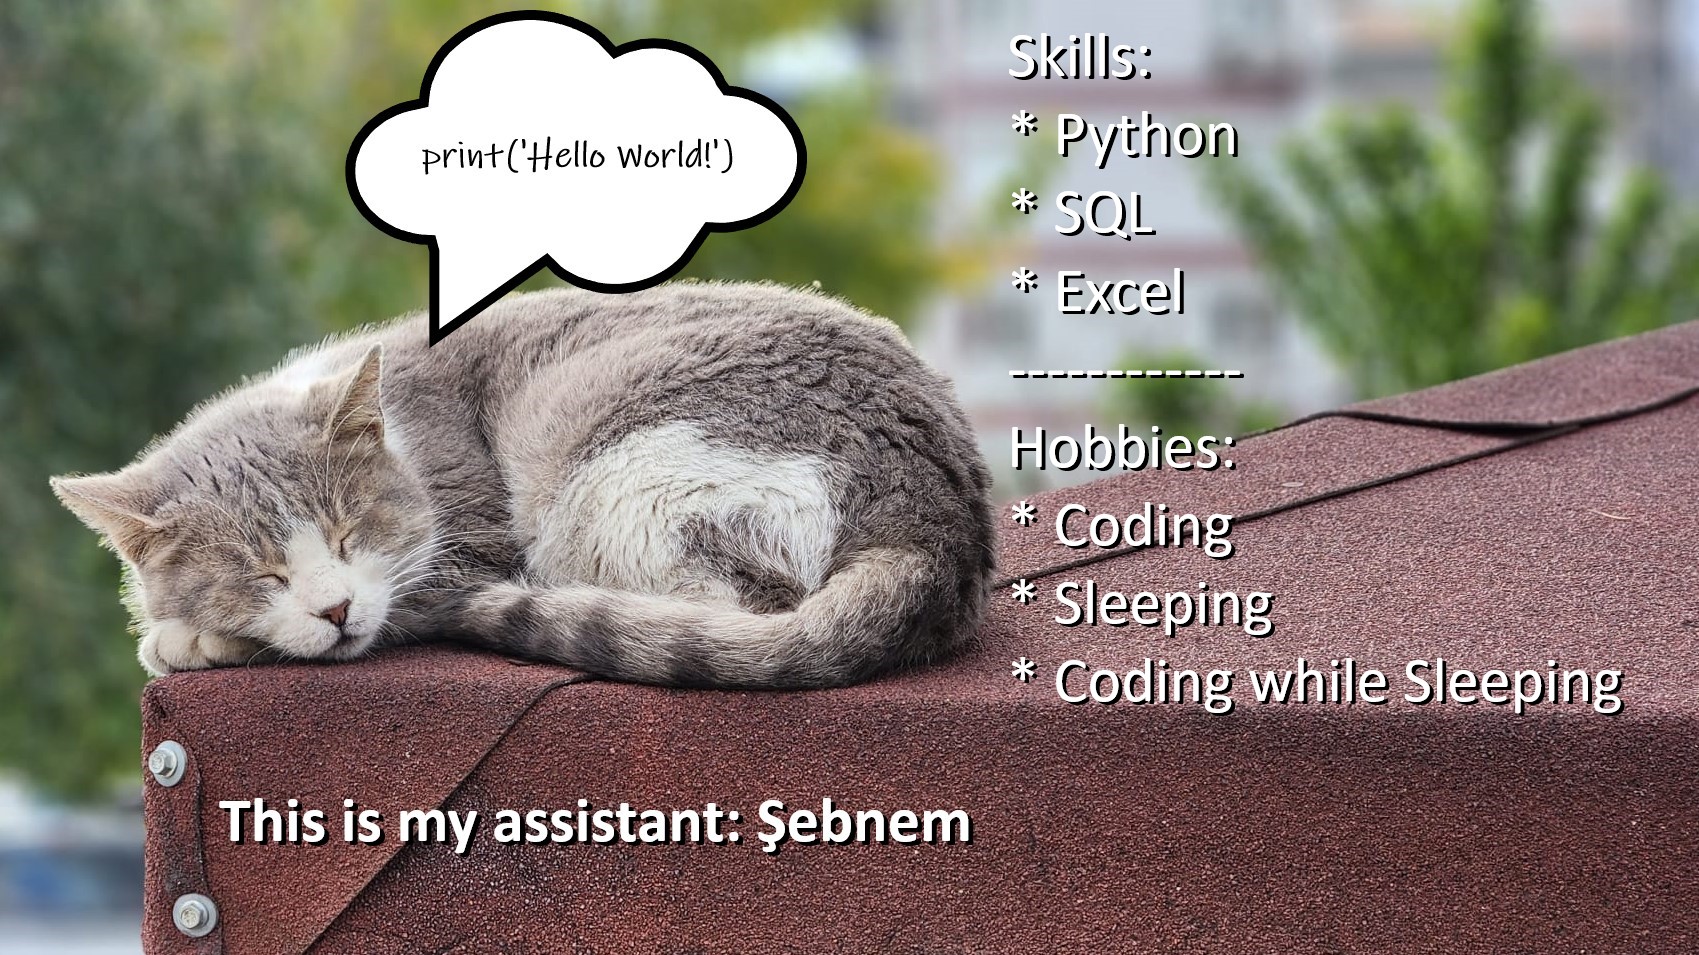 print('Hello World!')
Skills:
* Python
* SQL
* Excel
------------
Hobbies:
* Coding
* Sleeping
* Coding while Sleeping
This is my assistant: Şebnem